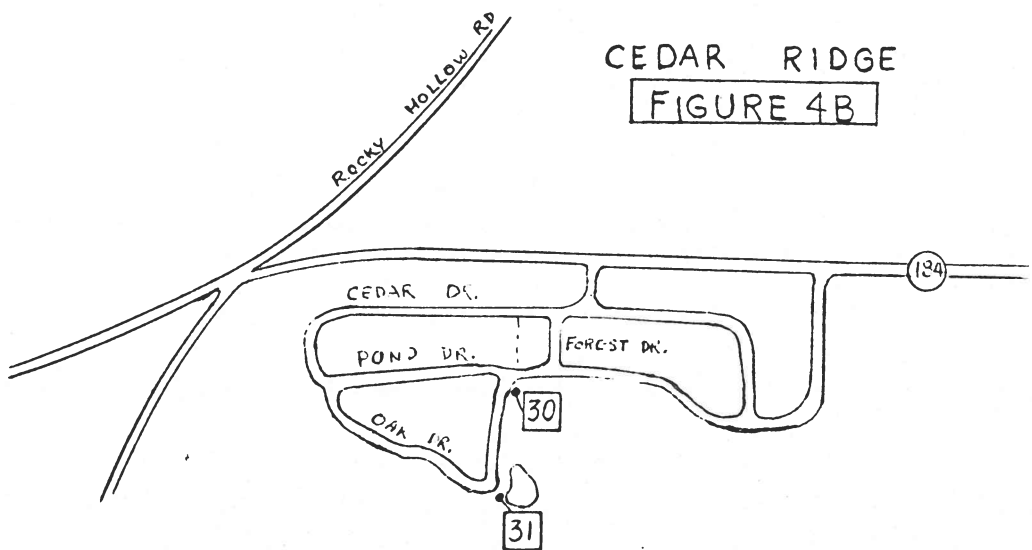 CEDAR RIDGE
FIGURE 4B
ROCKY HOLLOW RD
184
CEDAR DR.
POND DR.
FOREST DR.
30
OAK DR.
31